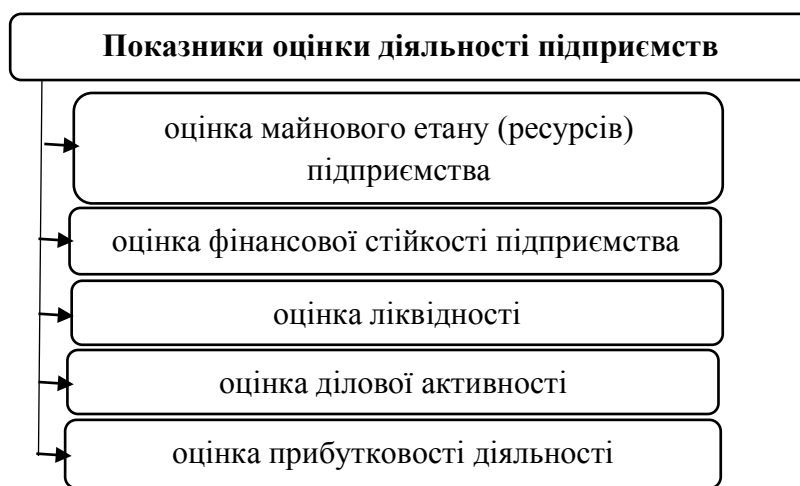 Показники оцінки діяльності підприємств
оцінка майнового етану (ресурсів)
підприємства
оцінка фінансової стійкості підприємства
оцінка ліквідності
оцінка ділової активності
оцінка прибутковості діяльності